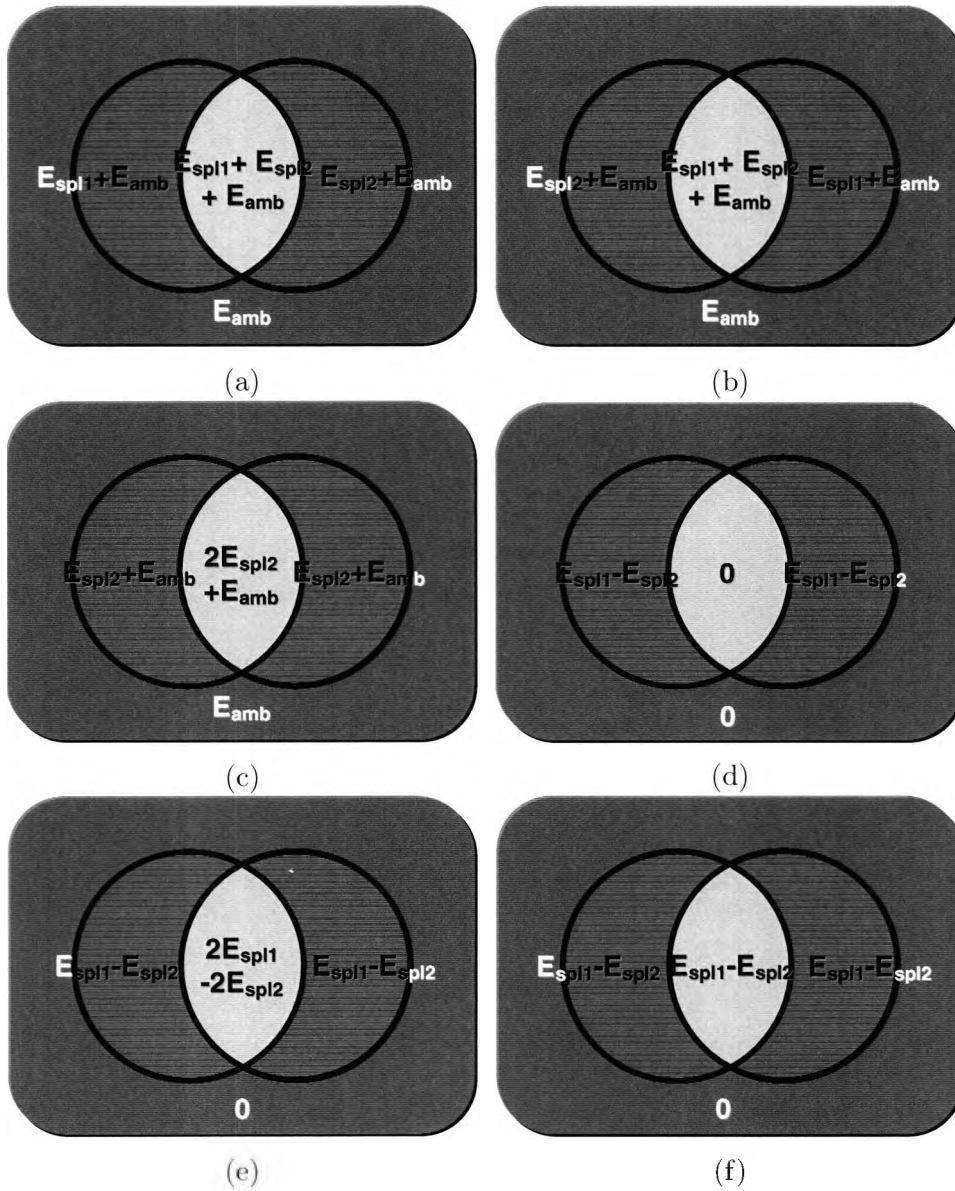 Espl1+Eamb Espl1+ Espl2 + Eamb Espl2+Eamb
Eamb
(a)
Espl2+Eamb Espl1+ Espl2 + Eamb Espl1+Eamb
Eamb
(b)
Espl2+Eamb 2Espl2 +Eamb Espl2+Eamb
Eamb
(c)
Espl1-Espl2 0 Espl1-Espl2
0
(d)
Espl1-Espl2 2Espl1 -2Espl2 Espl1-Espl2
0
(e)
Espl1-Espl2 Espl1-Espl2 Espl1-Espl2
0
(f)